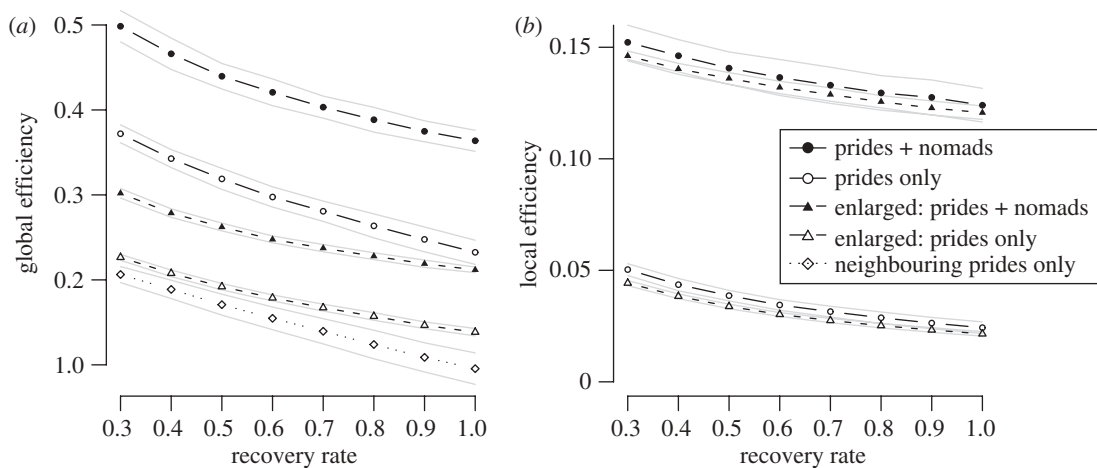 (a)
0.5
0.4
0.3
0.2
1.0
global efficiency
0.3 0.4 0.5 0.6 0.7 0.8 0.9 1.0
recovery rate
(b)
0.15
0.10
0.05
0
local efficiency
0.3 0.4 0.5 0.6 0.7 0.8 0.9 1.0
recovery rate
prides + nomads
prides only
enlarged: prides + nomads
enlarged: prides only
neighbouring prides only